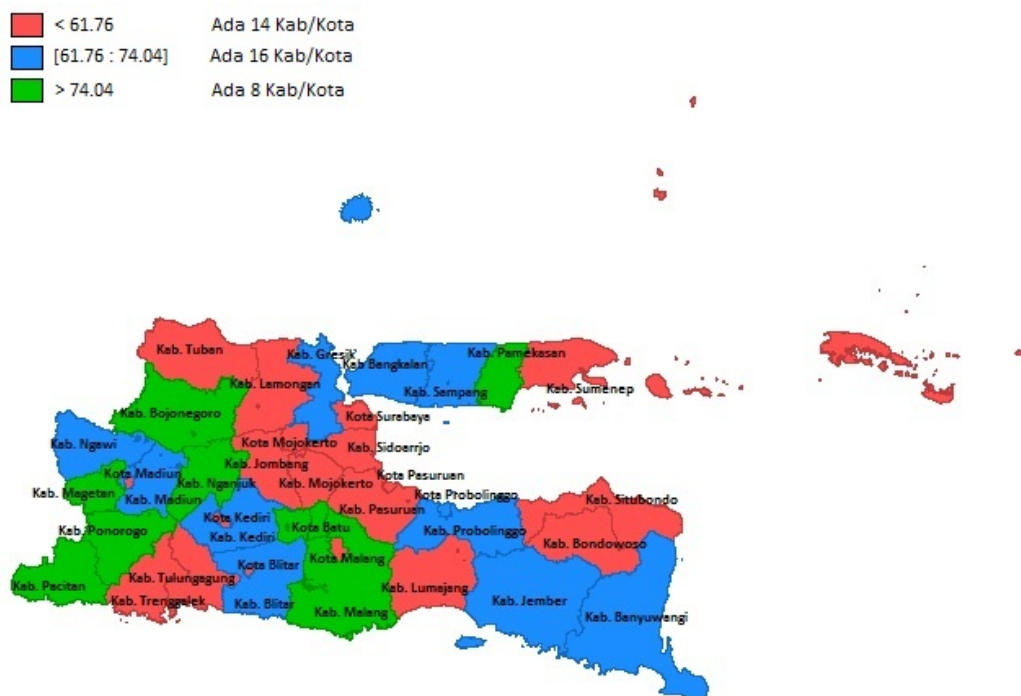 < 61.76 Ada 14 Kab/Kota
[61.76 : 74.04] Ada 16 Kab/Kota
> 74.04 Ada 8 Kab/Kota
Kab. Tuban
Kab. Gresik
Kab Bangkalan
Kab. Pamekasan
Kab. Lamongan
Kab. Sampang
Kab. Sumenep
Kab. Bojonegoro
Kota Surabaya
Kab. Ngawi
Kota Mojokerto
Kab. Sidoarrjo
Kota Madiun
Kab. Jombang
Kota Pasuruan
Kab. Magetan
Kab. Madiun
Kab. Nganjuk
Kab. Mojokerto
Kota Probolinggo
Kab. Situbondo
Kab. Pasuruan
Kab. Ponorogo
Kota Kediri
Kota Batu
Kab. Probolinggo
Kab. Kediri
Kab. Bondowoso
Kota Malang
Kota Blitar
Kab. Tulungagung
Kab. Pacitan
Kab. Lumajang
Kab. Trenggalek
Kab. Blitar
Kab. Malang
Kab. Jember
Kab. Banyuwangi